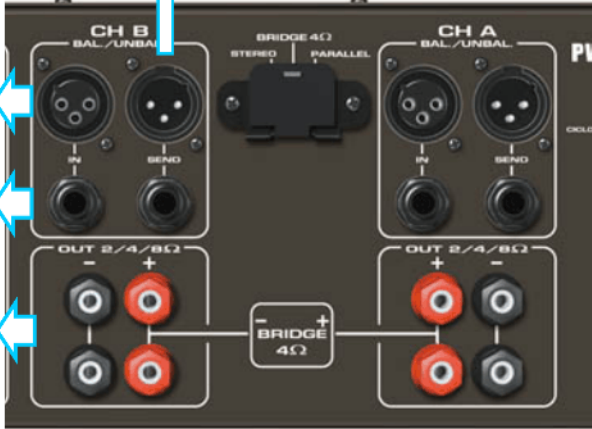 CH B
BAL./UNBAL.
IN
SEND
OUT 2/4/8Ω
- +
BRIDGE 4Ω
STEREO
PARALLEL
- +
BRIDGE
4Ω
CH A
BAL./UNBAL.
IN
SEND
OUT 2/4/8Ω
+ -